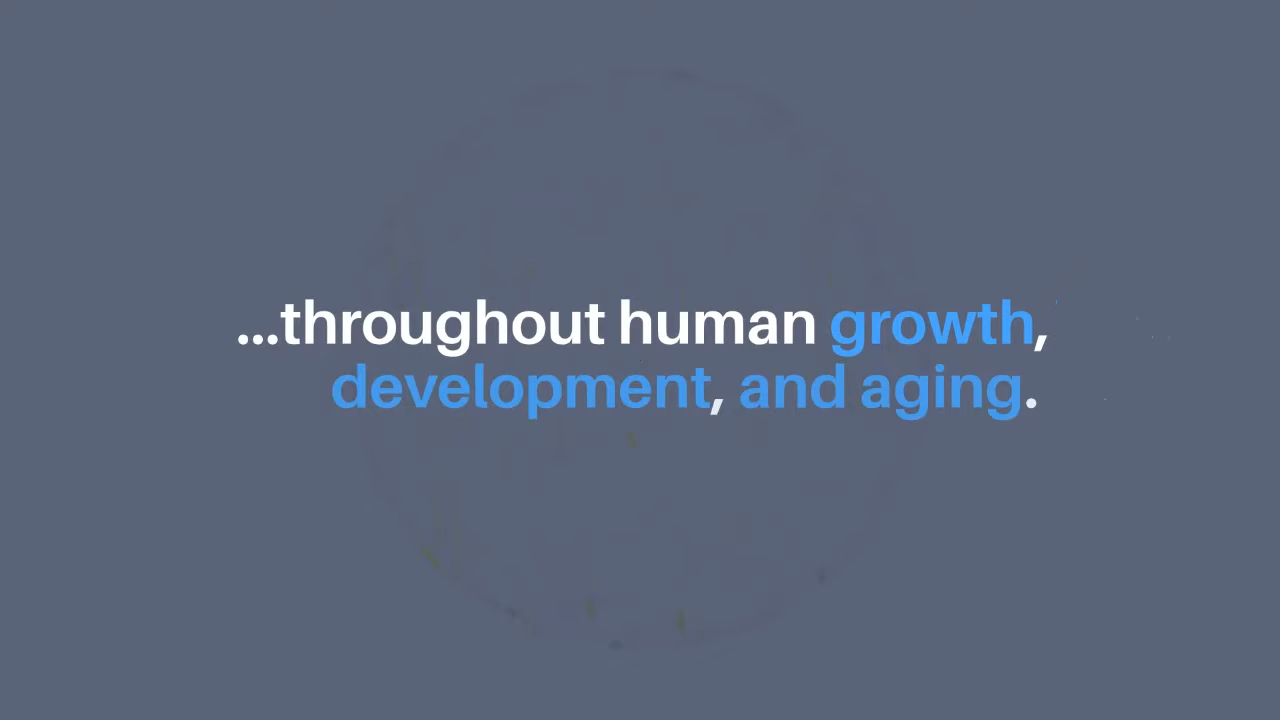 ...throughout human growth,
development, and aging.